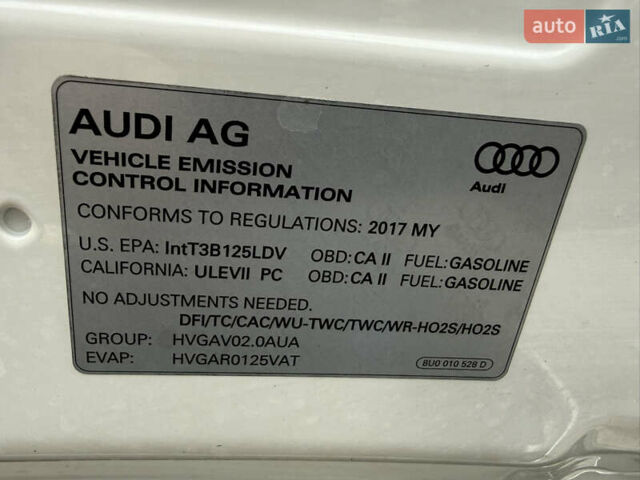 auto RIA.com
AUDI AG
VEHICLE EMISSION
CONTROL INFORMATION
Audi
CONFORMS TO REGULATIONS: 2017 MY
U.S. EPA: IntT3B125LDV OBD: CA II FUEL: GASOLINE
CALIFORNIA: ULEVII PC OBD: CA II FUEL: GASOLINE
NO ADJUSTMENTS NEEDED.
DFI/TC/CAC/WU-TWC/TWC/WR-HO2S/HO2S
GROUP: HVGAV02.0AUA
EVAP: HVGAR0125VAT
8U0 010 528 D